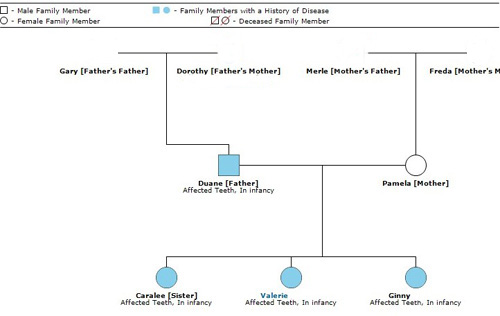 - Male Family Member
- Family Members with a History of Disease
- Female Family Member
- Deceased Family Member
Gary [Father's Father]
Dorothy [Father's Mother]
Merle [Mother's Father]
Freda [Mother's M
Duane [Father]
Affected Teeth, In infancy
Pamela [Mother]
Caralee [Sister]
Affected Teeth, In infancy
Valerie
Affected Teeth, In infancy
Ginny
Affected Teeth, In infancy